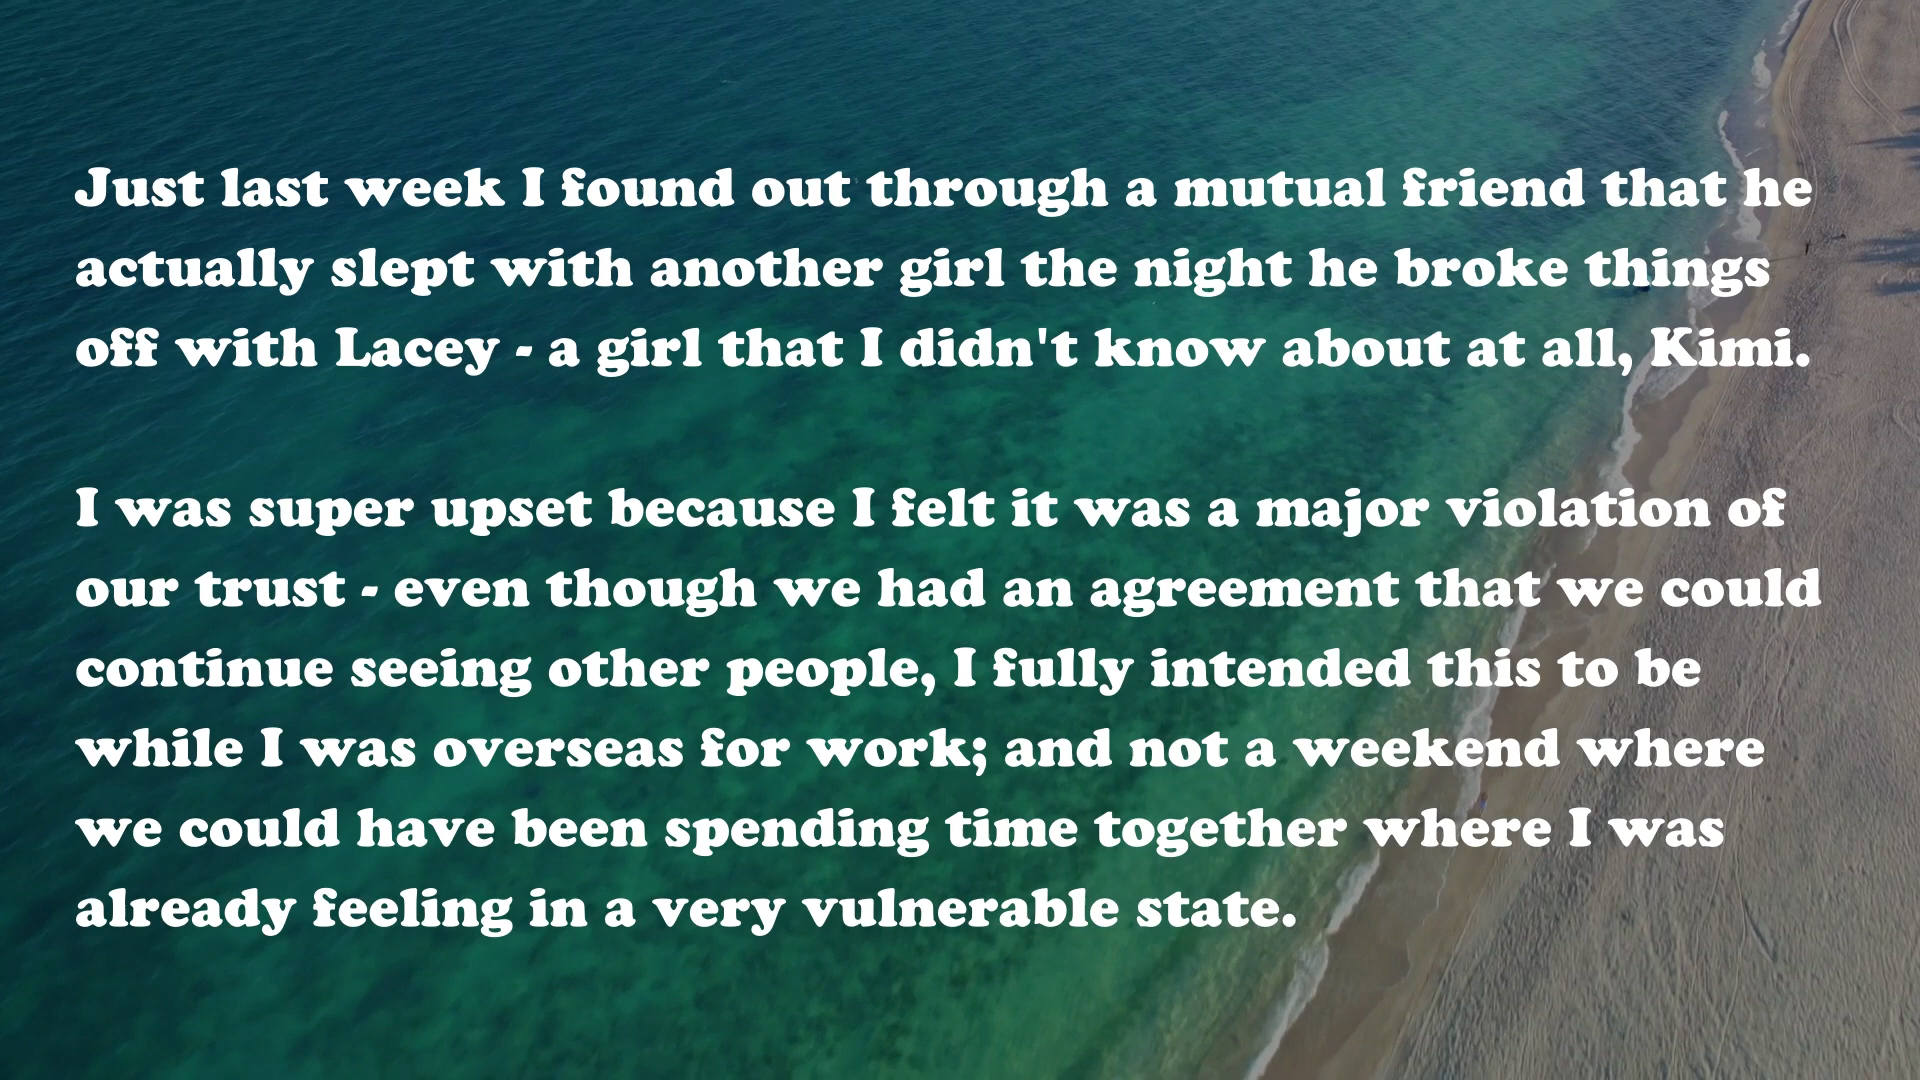 Just last week I found out through a mutual friend that he
actually slept with another girl the night he broke things
off with Lacey - a girl that I didn't know about at all, Kimi.
I was super upset because I felt it was a major violation of
our trust - even though we had an agreement that we could
continue seeing other people, I fully intended this to be
while I was overseas for work; and not a weekend where
we could have been spending time together where I was
already feeling in a very vulnerable state.